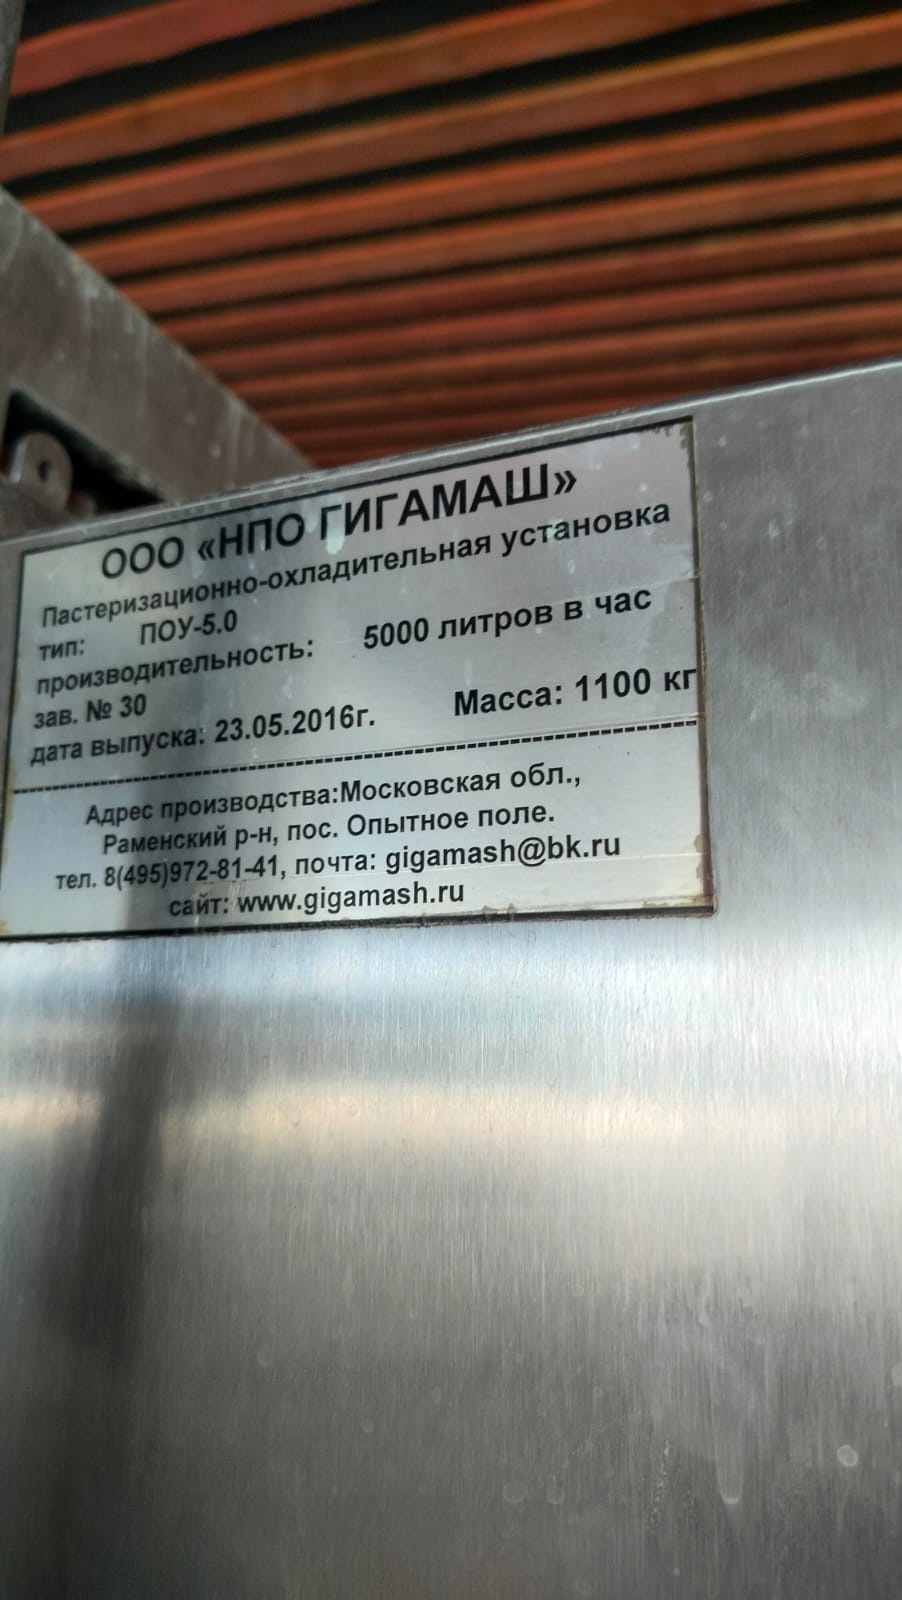 ООО «НПО ГИГАМАШ»
Пастеризационно-охладительная установка
тип: ПОУ-5.0
производительность: 5000 литров в час
зав. № 30
дата выпуска: 23.05.2016г. Масса: 1100 кг
Адрес производства:Московская обл.,
Раменский р-н, пос. Опытное поле.
тел. 8(495)972-81-41, почта: gigamash@bk.ru
сайт: www.gigamash.ru